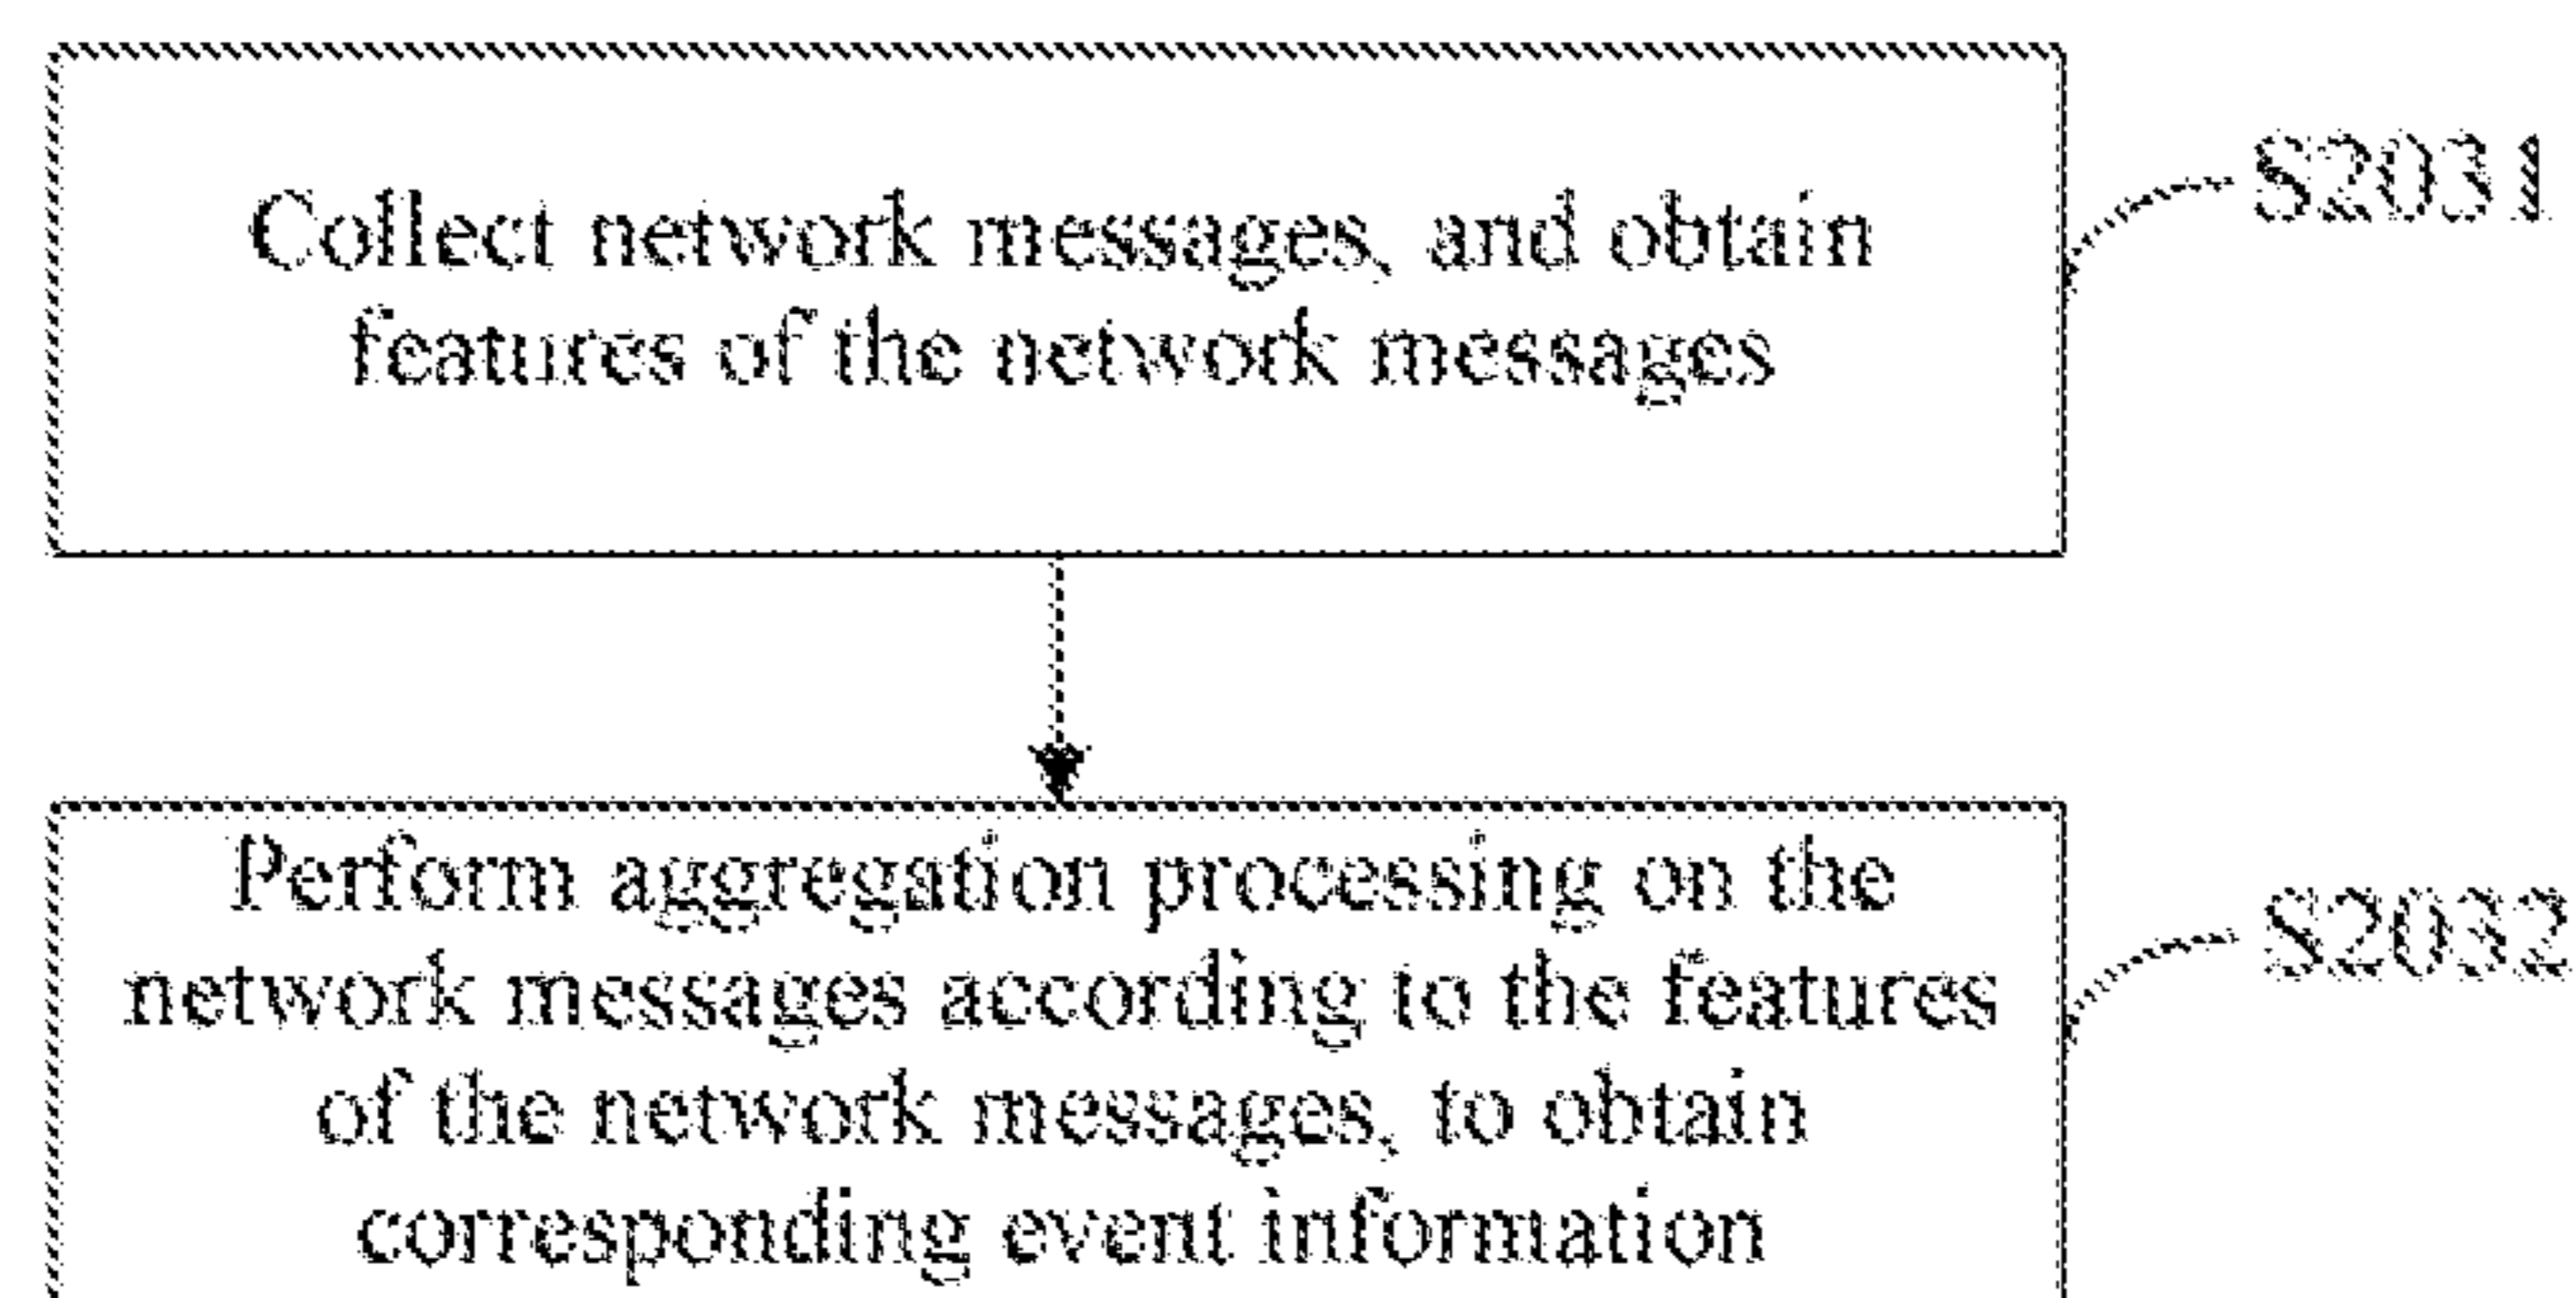 Collect network messages, and obtain
features of the network messages
S2031
Perform aggregation processing on the
network messages according to the features
of the network messages, to obtain
corresponding event information
S2032